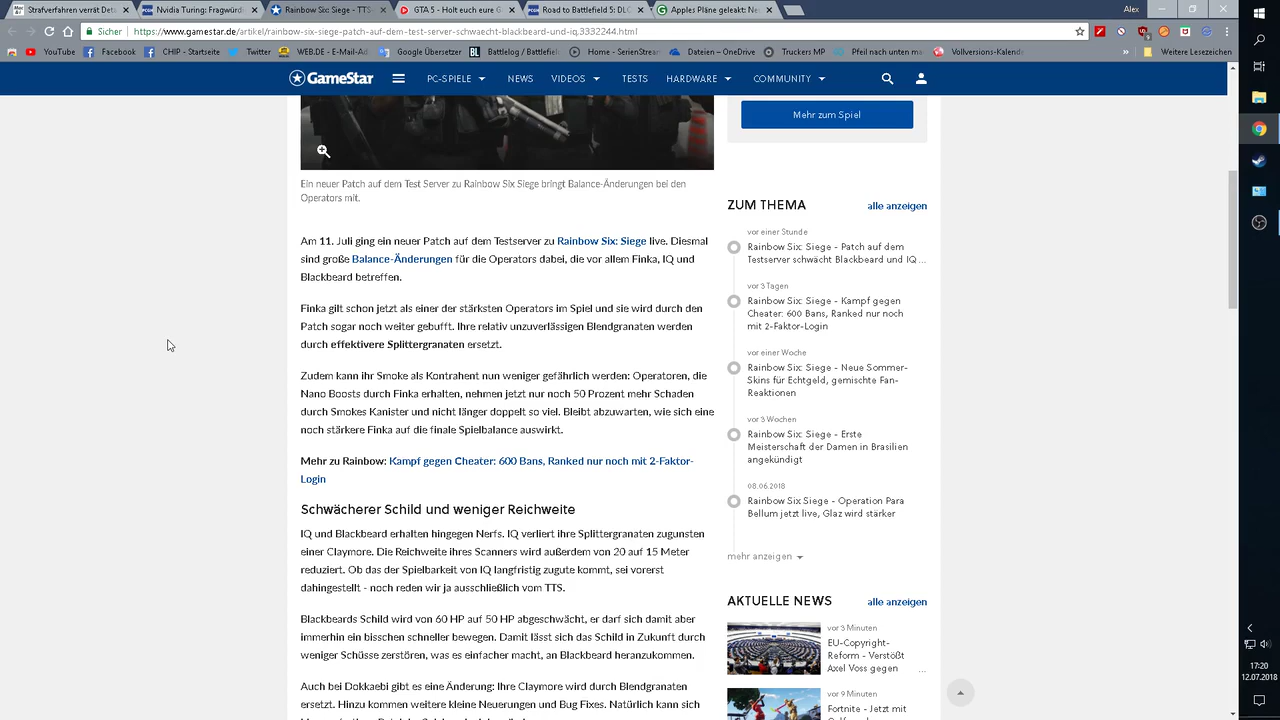 Strafverfahren verrät Det...
Nvidia Turing: Fragwürdi...
Rainbow Six: Siege - TTS-
GTA 5 - Holt euch eure G
Road to Battlefield 5: DLC
Apples Pläne geleakt: Neu
Alex
Sicher
https://www.gamestar.de/artikel/rainbow-six-siege-patch-auf-dem-test-server-schwaecht-blackbeard-und-iq,3332244.html
YouTube
Facebook
CHIP - Startseite
Twitter
WEB.DE - E-Mail-Ad
Google Übersetzer
Battlelog / Battlefiel
Home - SerienStream
Dateien – OneDrive
Truckers MP
Pfeil nach unten ma
Vollversions-Kalende
»
Weitere Lesezeichen
GameStar
PC-SPIELE
NEWS
VIDEOS
TESTS
HARDWARE
COMMUNITY
Ein neuer Patch auf dem Test Server zu Rainbow Six Siege bringt Balance-Änderungen bei den
Operators mit.
Am 11. Juli ging ein neuer Patch auf dem Testserver zu Rainbow Six: Siege live. Diesmal
sind große Balance-Änderungen für die Operators dabei, die vor allem Finka, IQ und
Blackbeard betreffen.
Finka gilt schon jetzt als einer der stärksten Operators im Spiel und sie wird durch den
Patch sogar noch weiter gebufft. Ihre relativ unzuverlässigen Blendgranaten werden
durch effektivere Splittergranaten ersetzt.
Zudem kann ihr Smoke als Kontrahent nun weniger gefährlich werden: Operatoren, die
Nano Boosts durch Finka erhalten, nehmen jetzt nur noch 50 Prozent mehr Schaden
durch Smokes Kanister und nicht länger doppelt so viel. Bleibt abzuwarten, wie sich eine
noch stärkere Finka auf die finale Spielbalance auswirkt.
Mehr zu Rainbow: Kampf gegen Cheater: 600 Bans, Ranked nur noch mit 2-Faktor-
Login
Schwächerer Schild und weniger Reichweite
IQ und Blackbeard erhalten hingegen Nerfs. IQ verliert ihre Splittergranaten zugunsten
einer Claymore. Die Reichweite ihres Scanners wird außerdem von 20 auf 15 Meter
reduziert. Ob das der Spielbarkeit von IQ langfristig zugute kommt, sei vorerst
dahingestellt - noch reden wir ja ausschließlich vom TTS.
Blackbeards Schild wird von 60 HP auf 50 HP abgeschwächt, er darf sich damit aber
immerhin ein bisschen schneller bewegen. Damit lässt sich das Schild in Zukunft durch
weniger Schüsse zerstören, was es einfacher macht, an Blackbeard heranzukommen.
Auch bei Dokkaebi gibt es eine Änderung: Ihre Claymore wird durch Blendgranaten
ersetzt. Hinzu kommen weitere kleine Neuerungen und Bug Fixes. Natürlich kann sich
Mehr zum Spiel
ZUM THEMA
alle anzeigen
vor einer Stunde
Rainbow Six: Siege - Patch auf dem
Testserver schwächt Blackbeard und IQ ...
vor 3 Tagen
Rainbow Six: Siege - Kampf gegen
Cheater: 600 Bans, Ranked nur noch
mit 2-Faktor-Login
vor einer Woche
Rainbow Six: Siege - Neue Sommer-
Skins für Echtgeld, gemischte Fan-
Reaktionen
vor 3 Wochen
Rainbow Six: Siege - Erste
Meisterschaft der Damen in Brasilien
angekündigt
08.06.2018
Rainbow Six Siege - Operation Para
Bellum jetzt live, Glaz wird stärker
mehr anzeigen
AKTUELLE NEWS
alle anzeigen
vor 3 Minuten
EU-Copyright-
Reform - Verstößt
Axel Voss gegen ...
vor 9 Minuten
Fortnite - Jetzt mit
17:20
12.07.2018